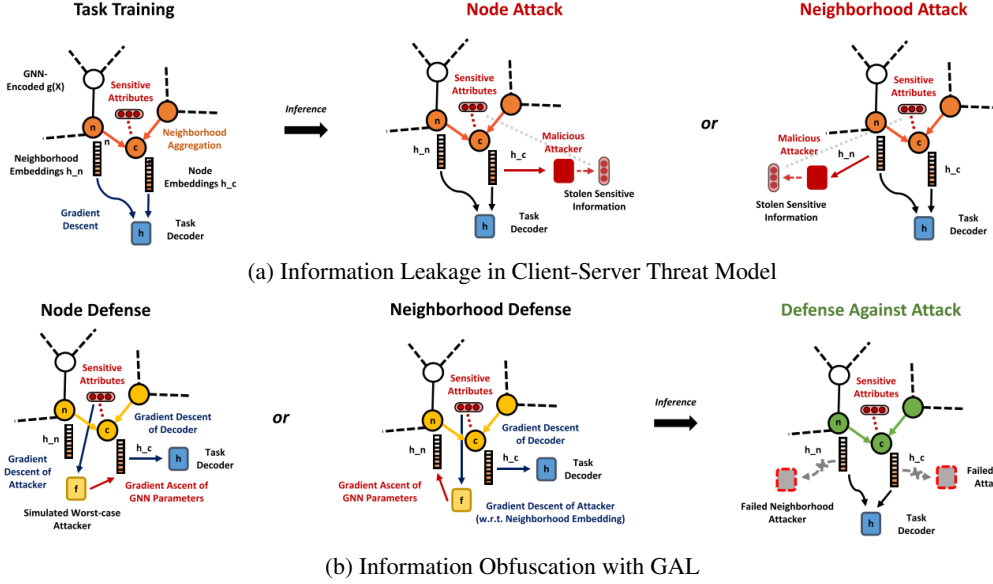 Task Training
Node Attack
Neighborhood Attack
GNN-
Encoded g(X)
Sensitive
Attributes
n
c
Neighborhood
Aggregation
n
Neighborhood
Embeddings h_n
Node
Embeddings h_c
Gradient
Descent
h
Task
Decoder
Inference
Sensitive
Attributes
n
c
h_n
h_c
Malicious
Attacker
Stolen Sensitive
Information
h
Task
Decoder
or
Sensitive
Attributes
n
c
Malicious
Attacker
h_n
h_c
Stolen Sensitive
Information
h
Task
Decoder
(a) Information Leakage in Client-Server Threat Model
Node Defense
Neighborhood Defense
Defense Against Attack
Sensitive
Attributes
n
c
Gradient Descent
of Decoder
h_n
h_c
Gradient
Descent of
Attacker
h
Task
Decoder
f
Gradient Ascent of
GNN Parameters
Simulated Worst-case
Attacker
or
Sensitive
Attributes
n
c
Gradient Descent
of Decoder
h_n
h_c
h
Task
Decoder
Gradient Ascent of
GNN Parameters
f
Gradient Descent of Attacker
(w.r.t. Neighborhood Embedding)
Inference
Sensitive
Attributes
n
c
h_n
h_c
Failed
Atta
Failed Neighborhood
Attacker
h
Task
Decoder
(b) Information Obfuscation with GAL